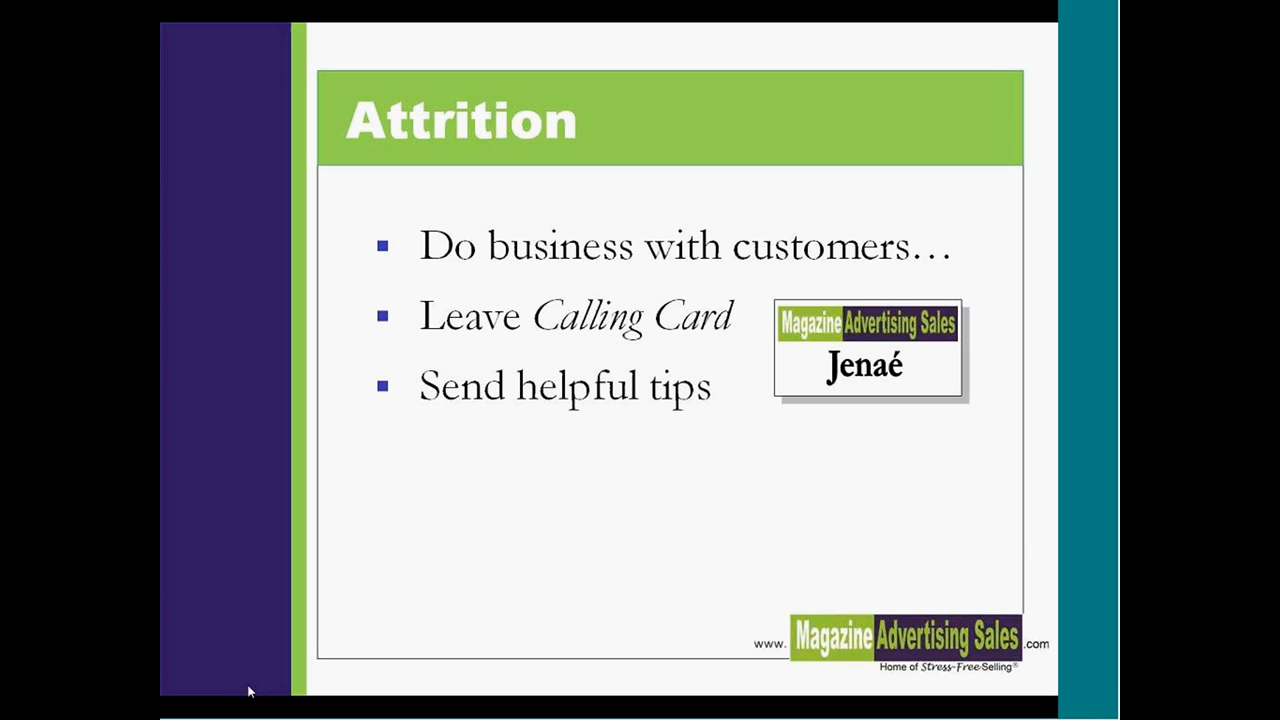 Attrition
Do business with customers…
Leave Calling Card
Magazine Advertising Sales
Jenaé
Send helpful tips
www. Magazine Advertising Sales .com
Home of Stress-Free Selling®